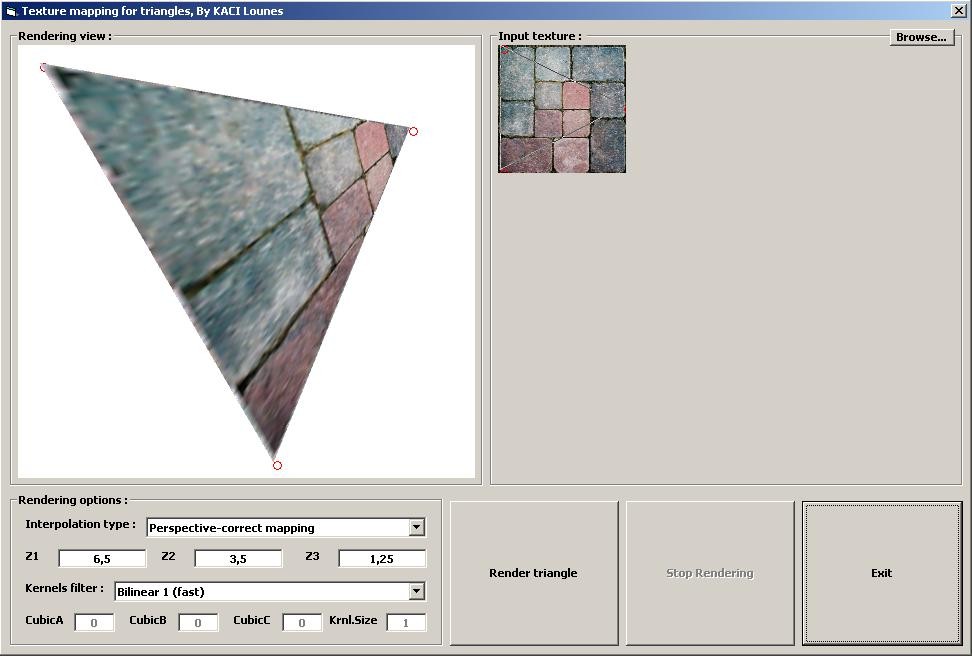 Texture mapping for triangles, By KACI Lounes
Rendering view :
Input texture :
Browse...
Rendering options :
Interpolation type : Perspective-correct mapping
Z1 6,5 Z2 3,5 Z3 1,25
Kernels filter : Bilinear 1 (fast)
CubicA 0 CubicB 0 CubicC 0 Krnl.Size 1
Render triangle
Stop Rendering
Exit